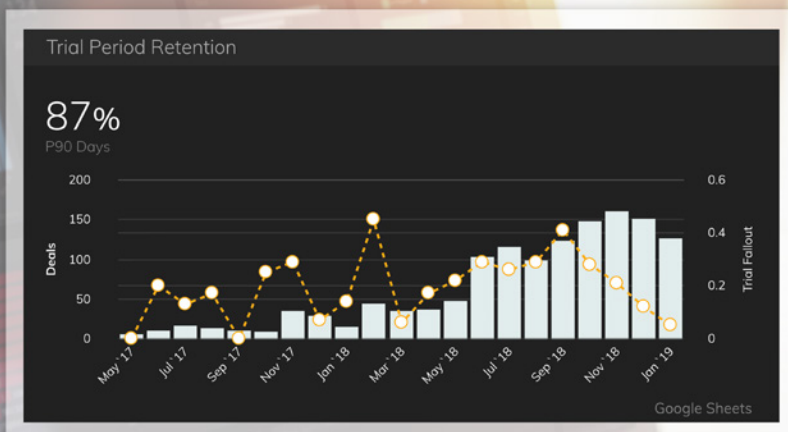 Trial Period Retention
87%
P90 Days
200
150
100
50
0
Deals
0.6
0.4
0.2
0
Trial Fallout
May `17
Jul `17
Sep `17
Nov `17
Jan `18
Mar `18
May `18
Jul `18
Sep `18
Nov `18
Jan `19
Google Sheets